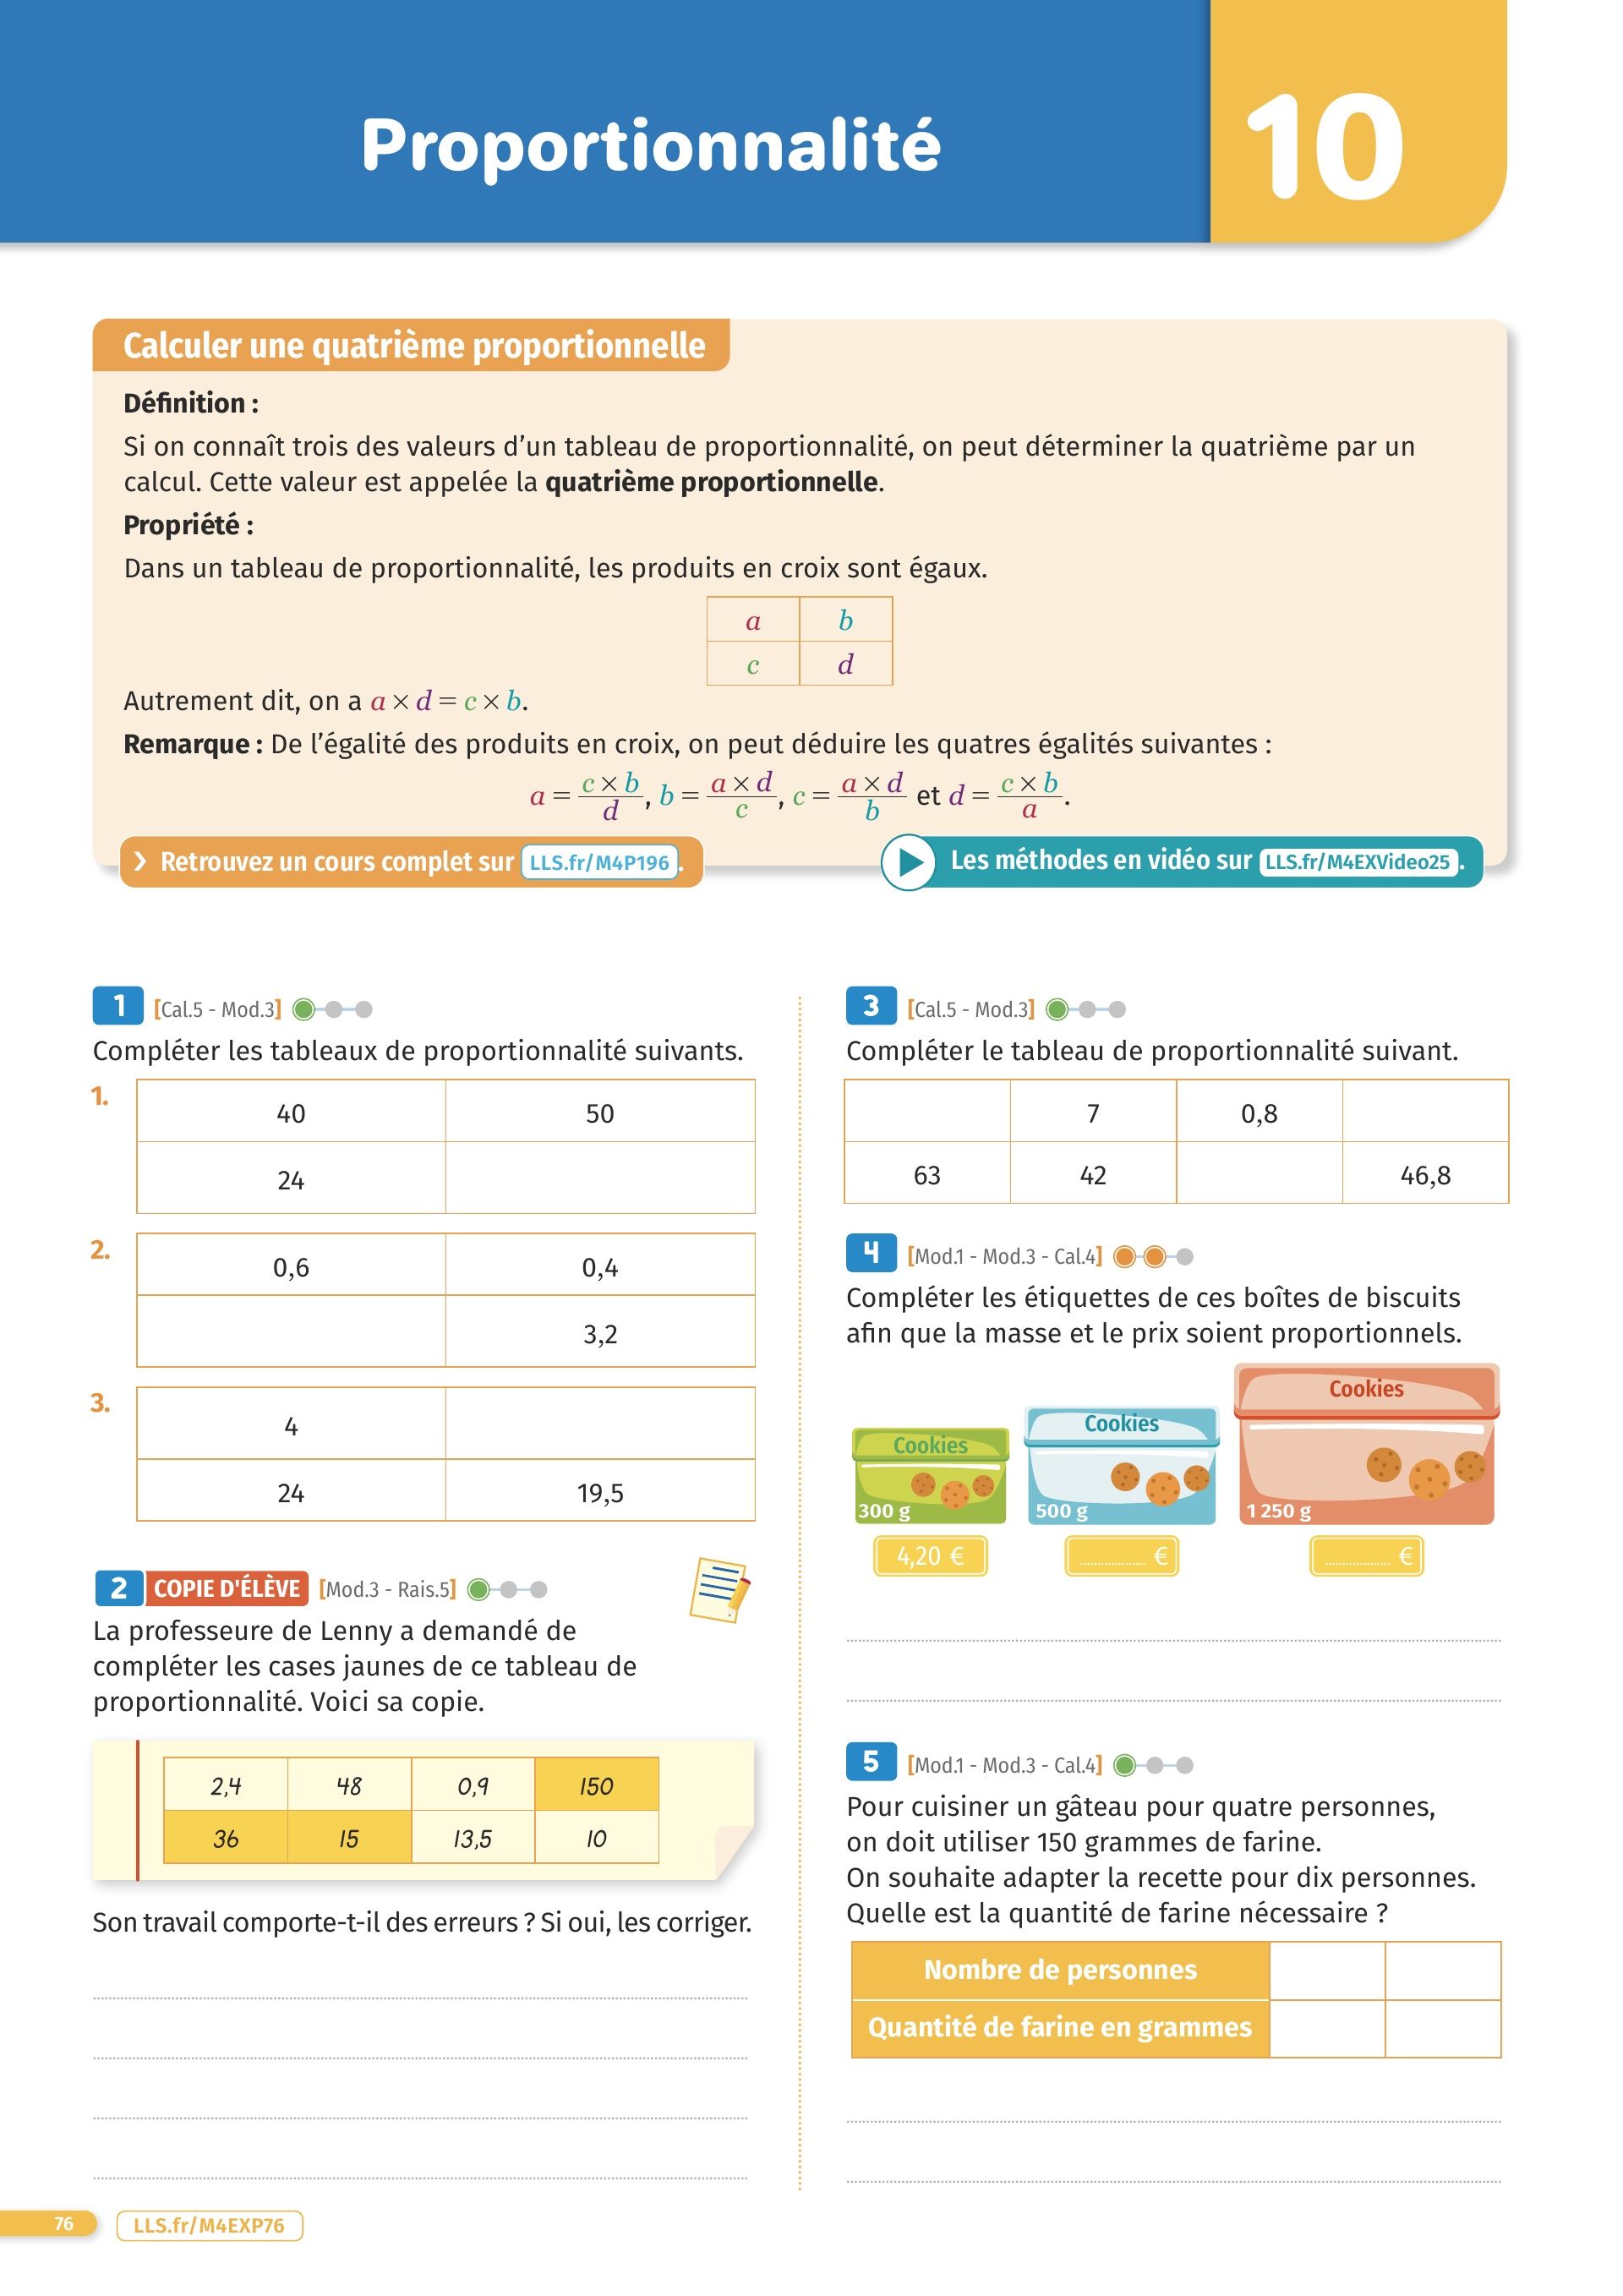 Proportionnalité
10
Calculer une quatrième proportionnelle
Définition :
Si on connaît trois des valeurs d’un tableau de proportionnalité, on peut déterminer la quatrième par un
calcul. Cette valeur est appelée la quatrième proportionnelle.
Propriété :
Dans un tableau de proportionnalité, les produits en croix sont égaux.
a b
c d
Autrement dit, on a a × d = c × b.
Remarque : De l’égalité des produits en croix, on peut déduire les quatres égalités suivantes :
a = c × b / d, b = a × d / c, c = a × d / b et d = c × b / a.
❯ Retrouvez un cours complet sur LLS.fr/M4P196.
Les méthodes en vidéo sur LLS.fr/M4EXVideo25.
1 [Cal.5 - Mod.3]
Compléter les tableaux de proportionnalité suivants.
1.
40 50
24
2.
0,6 0,4
3,2
3.
4
24 19,5
2 COPIE D'ÉLÈVE [Mod.3 - Rais.5]
La professeure de Lenny a demandé de
compléter les cases jaunes de ce tableau de
proportionnalité. Voici sa copie.
2,4 48 0,9 150
36 15 13,5 10
Son travail comporte-t-il des erreurs ? Si oui, les corriger.
3 [Cal.5 - Mod.3]
Compléter le tableau de proportionnalité suivant.
7 0,8
63 42 46,8
4 [Mod.1 - Mod.3 - Cal.4]
Compléter les étiquettes de ces boîtes de biscuits
afin que la masse et le prix soient proportionnels.
Cookies
300 g
4,20 €
Cookies
500 g
.................. €
Cookies
1 250 g
.................. €
5 [Mod.1 - Mod.3 - Cal.4]
Pour cuisiner un gâteau pour quatre personnes,
on doit utiliser 150 grammes de farine.
On souhaite adapter la recette pour dix personnes.
Quelle est la quantité de farine nécessaire ?
Nombre de personnes
Quantité de farine en grammes
76
LLS.fr/M4EXP76